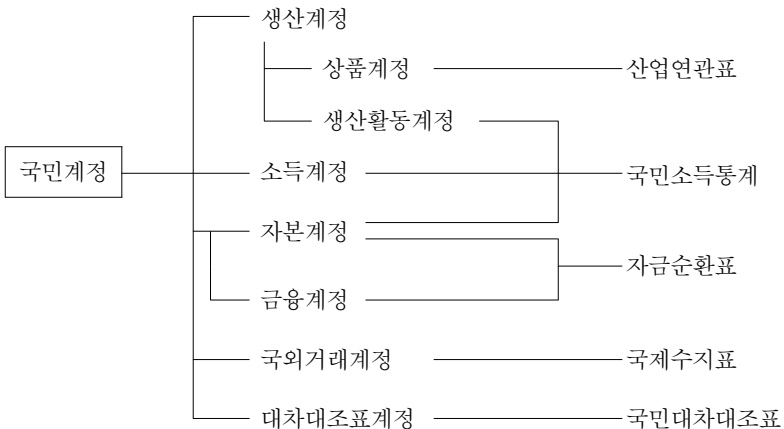 생산계정
상품계정 산업연관표
생산활동계정
국민계정 소득계정 국민소득통계
자본계정
자금순환표
금융계정
국외거래계정 국제수지표
대차대조표계정 국민대차대조표